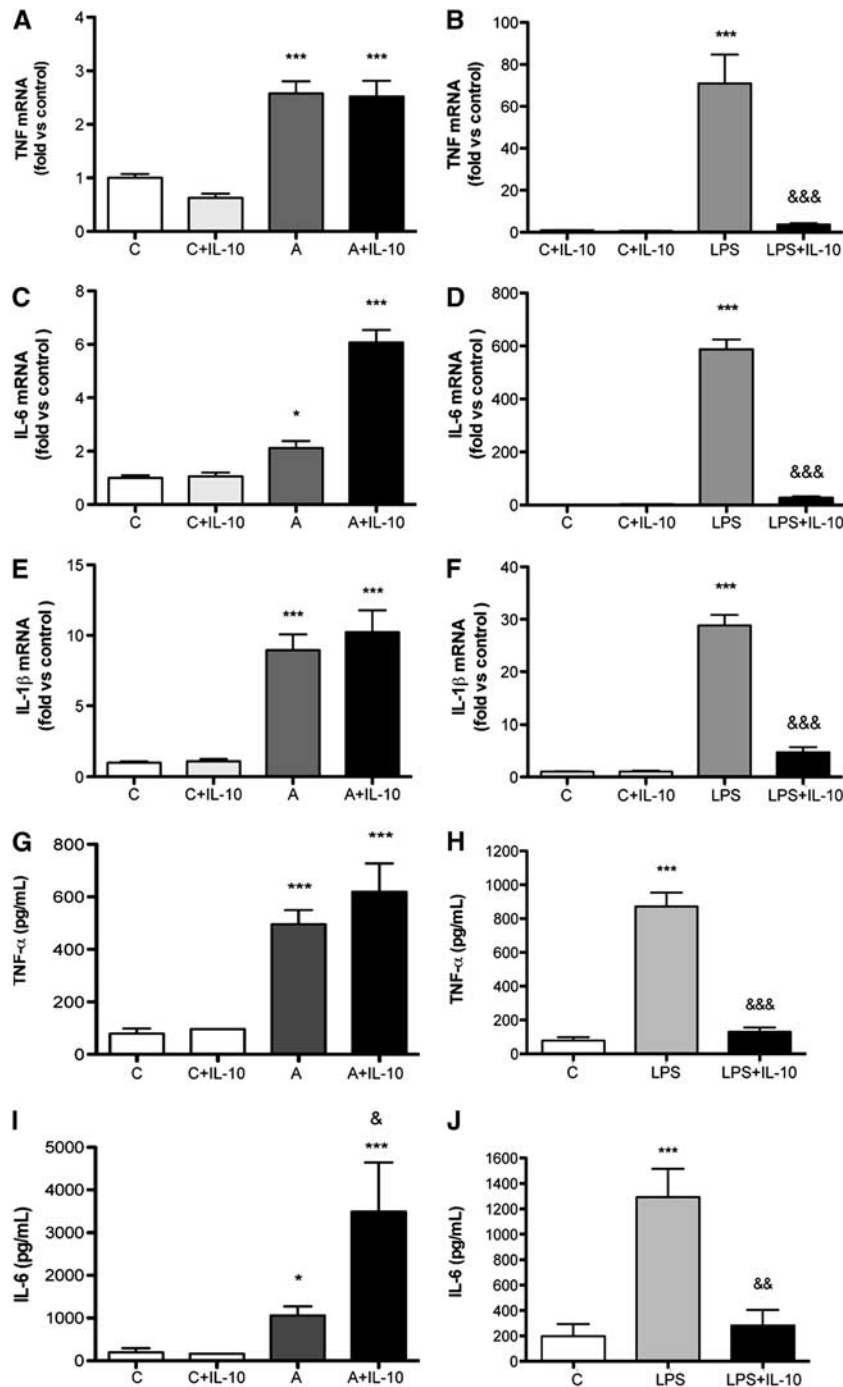 A
TNF mRNA
(fold vs control)
4
3
2
1
0
***
***
C
C+IL-10
A
A+IL-10
B
TNF mRNA
(fold vs control)
100
80
60
40
20
0
***
&&&
C+IL-10
C+IL-10
LPS
LPS+IL-10
C
IL-6 mRNA
(fold vs control )
8
6
4
2
0
*
***
C
C+IL-10
A
A+IL-10
D
IL-6 mRNA
(fold vs control )
800
600
400
200
0
***
&&&
C
C+IL-10
LPS
LPS+IL-10
E
IL-1β mRNA
(fold vs control )
15
10
5
0
***
***
C
C+IL-10
A
A+IL-10
F
IL-1β mRNA
(fold vs control )
40
30
20
10
0
***
&&&
C
C+IL-10
LPS
LPS+IL-10
G
TNF-α (pg/mL)
800
600
400
200
0
***
***
C
C+IL-10
A
A+IL-10
H
TNF-α (pg/mL)
1200
1000
800
600
400
200
0
***
&&&
C
LPS
LPS+IL-10
I
IL-6 (pg/mL)
5000
4000
3000
2000
1000
0
*
&
***
C
C+IL-10
A
A+IL-10
J
IL-6 (pg/mL)
1600
1400
1200
1000
800
600
400
200
0
***
&&
C
LPS
LPS+IL-10